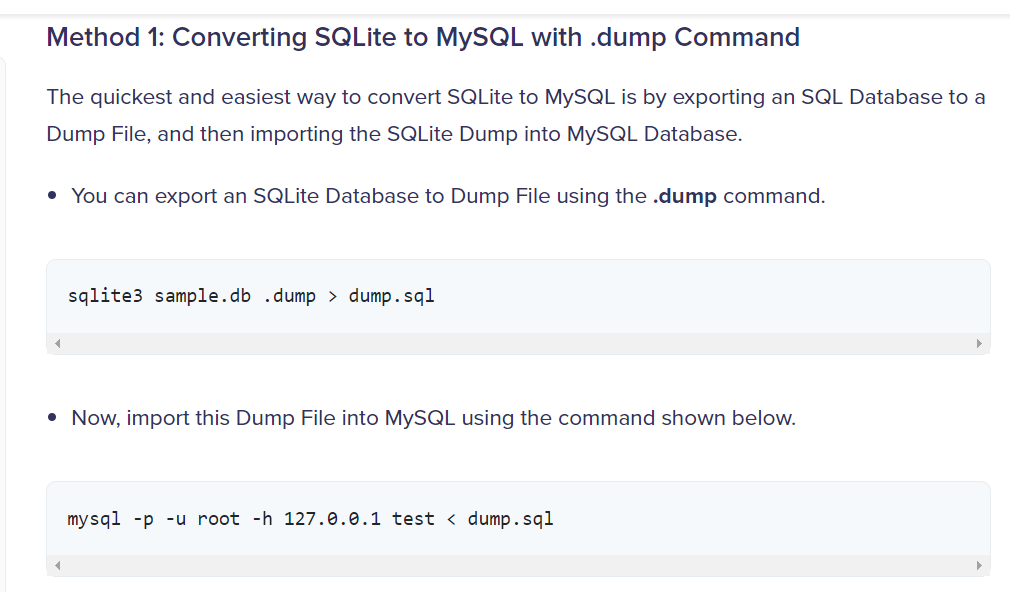 Method 1: Converting SQLite to MySQL with .dump Command
The quickest and easiest way to convert SQLite to MySQL is by exporting an SQL Database to a
Dump File, and then importing the SQLite Dump into MySQL Database.
• You can export an SQLite Database to Dump File using the .dump command.
sqlite3 sample.db .dump > dump.sql
• Now, import this Dump File into MySQL using the command shown below.
mysql -p -u root -h 127.0.0.1 test < dump.sql